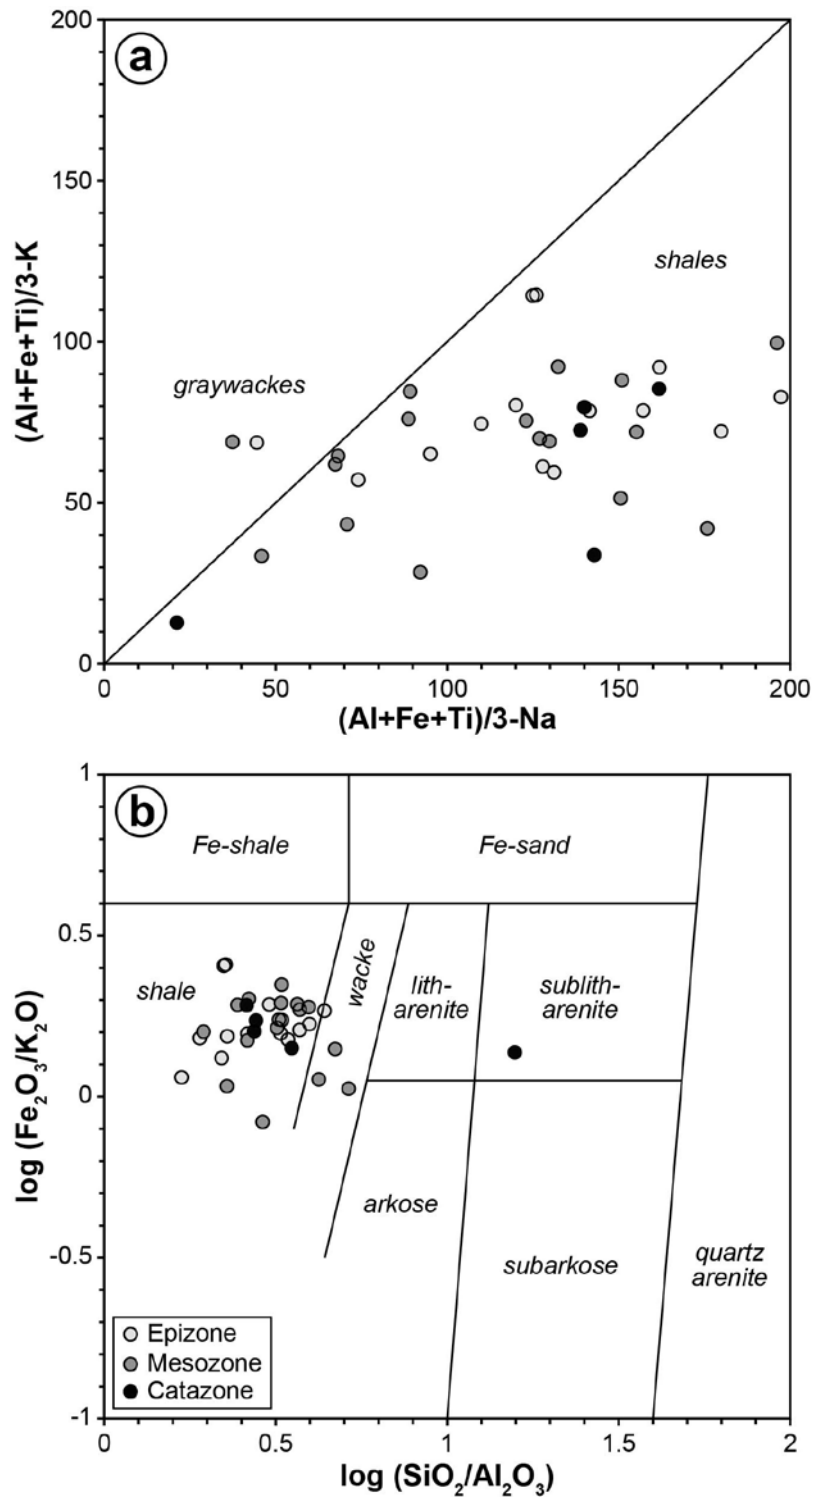 a
200
150
100
50
0
(Al+Fe+Ti)/3-K
shales
graywackes
0 50 100 150 200
(Al+Fe+Ti)/3-Na
b
1
0.5
0
-0.5
-1
log (Fe2O3/K2O)
Fe-shale
Fe-sand
shale
wacke
lith-
arenite
sublith-
arenite
arkose
subarkose
quartz
arenite
Epizone
Mesozone
Catazone
0 0.5 1 1.5 2
log (SiO2/Al2O3)